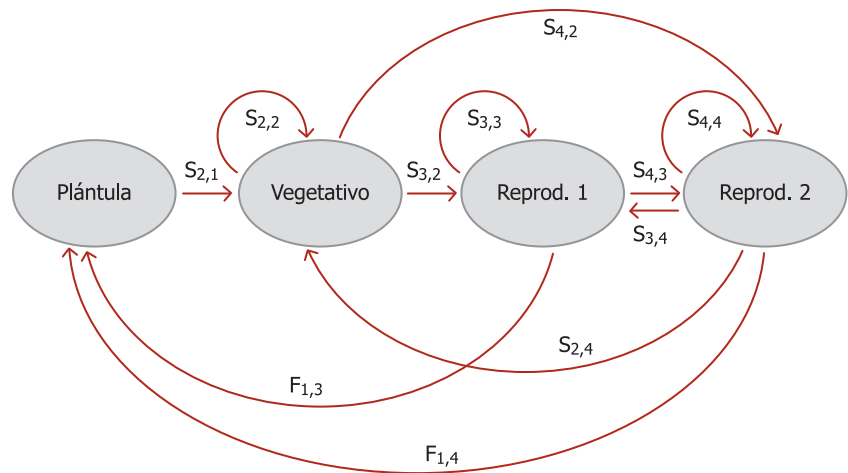 S4,2
S2,2
S3,3
S4,4
Plántula
S2,1
Vegetativo
S3,2
Reprod. 1
S4,3
S3,4
Reprod. 2
S2,4
F1,3
F1,4